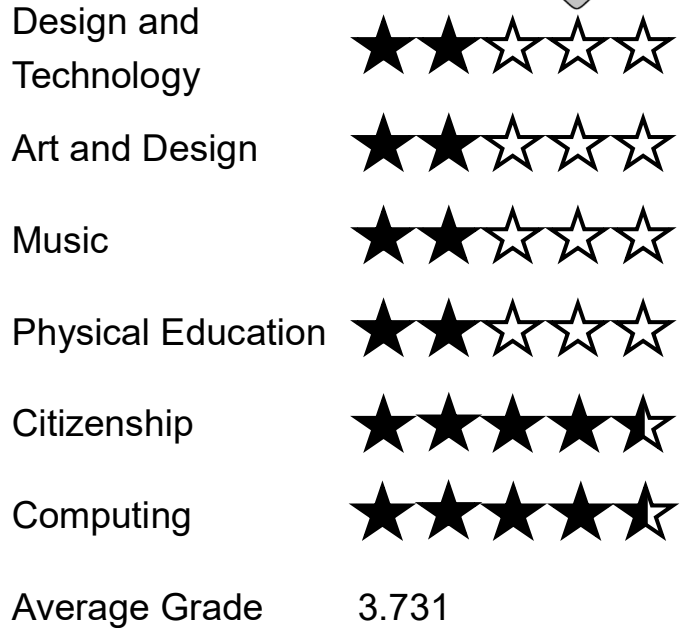 Design and
Technology
Art and Design
Music
Physical Education
Citizenship
Computing
Average Grade 3.731